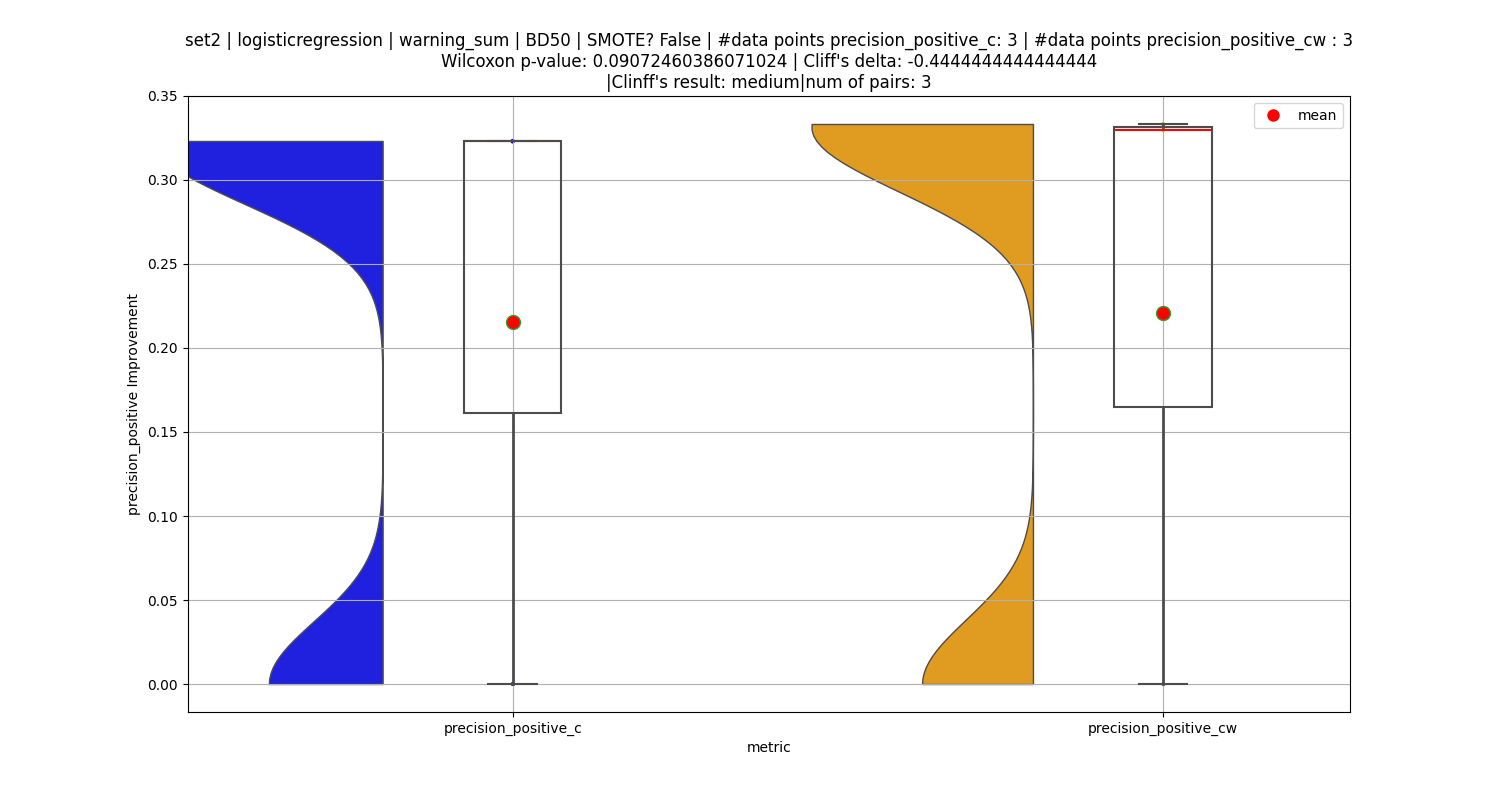 set2 | logisticregression | warning_sum | BD50 | SMOTE? False | #data points precision_positive_c: 3 | #data points precision_positive_cw : 3
Wilcoxon p-value: 0.09072460386071024 | Cliff's delta: -0.4444444444444444
|Clinff's result: medium|num of pairs: 3
mean
precision_positive Improvement
0.35
0.30
0.25
0.20
0.15
0.10
0.05
0.00
precision_positive_c
precision_positive_cw
metric